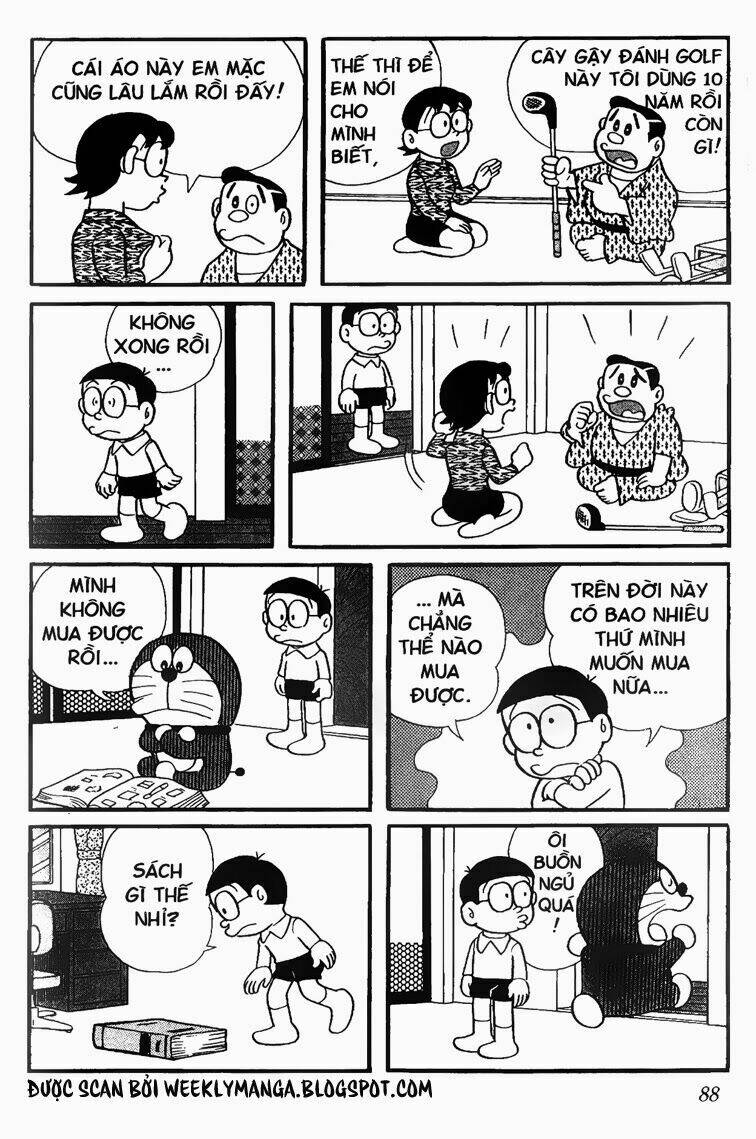 CÂY GẬY ĐÁNH GOLF
NÀY TÔI DÙNG 10
NĂM RỒI
CÒN
GÌ!
THẾ THÌ ĐỂ
EM NÓI
CHO
MÌNH
BIẾT,
CÁI ÁO NÀY EM MẶC
CŨNG LÂU LẮM RỒI ĐẤY!
KHÔNG
XONG RỒI
...
TRÊN ĐỜI NÀY
CÓ BAO NHIÊU
THỨ MÌNH
MUỐN MUA
NỮA...
... MÀ
CHẲNG
THỂ NÀO
MUA
ĐƯỢC.
MÌNH
KHÔNG
MUA ĐƯỢC
RỒI...
ÔI
BUỒN
NGỦ
QUÁ
!
SÁCH
GÌ THẾ
NHỈ?
ĐƯỢC SCAN BỞI WEEKLYMANGA.BLOGSPOT.COM
88